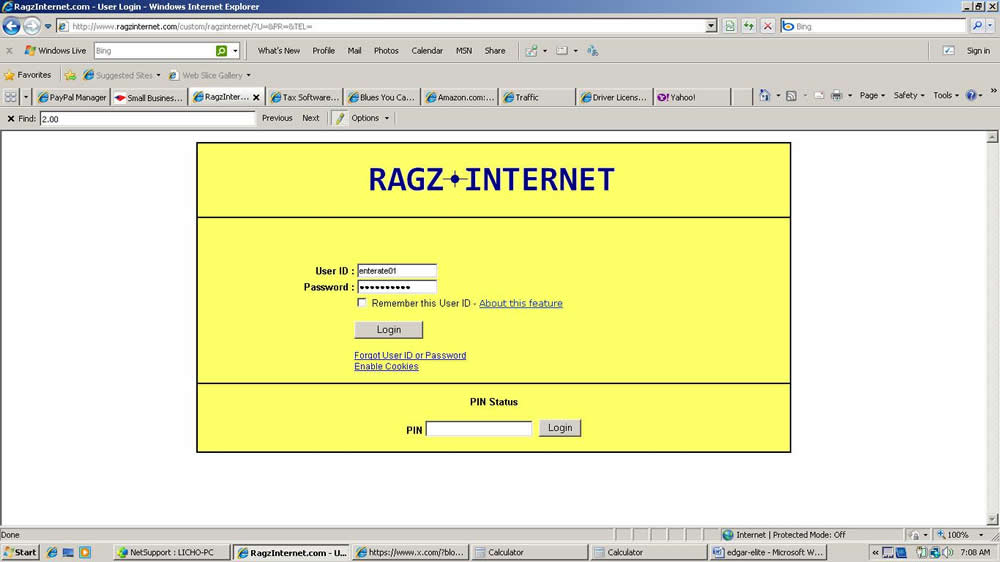 RagzInternet.com - User Login - Windows Internet Explorer
http://www.ragzinternet.com/custom/ragzinternet/?U=&PR=&TEL=
Bing
Windows Live
Bing
What's New Profile Mail Photos Calendar MSN Share
Sign in
Favorites Suggested Sites Web Slice Gallery
PayPal Manager Small Busines... RagzInter... Tax Software... Blues You Ca... Amazon.com:... Traffic Driver Licens... Yahoo!
Page Safety Tools
Find: 2.00 Previous Next Options
RAGZ INTERNET
User ID : enterate01
Password : ••••••••••
Remember this User ID - About this feature
Login
Forgot User ID or Password
Enable Cookies
PIN Status
PIN Login
Done Internet | Protected Mode: Off 100%
Start NetSupport : LICHO-PC RagzInternet.com - U... https://www.x.com/?blo... Calculator Calculator edgar-elite - Microsoft W... 7:08 AM